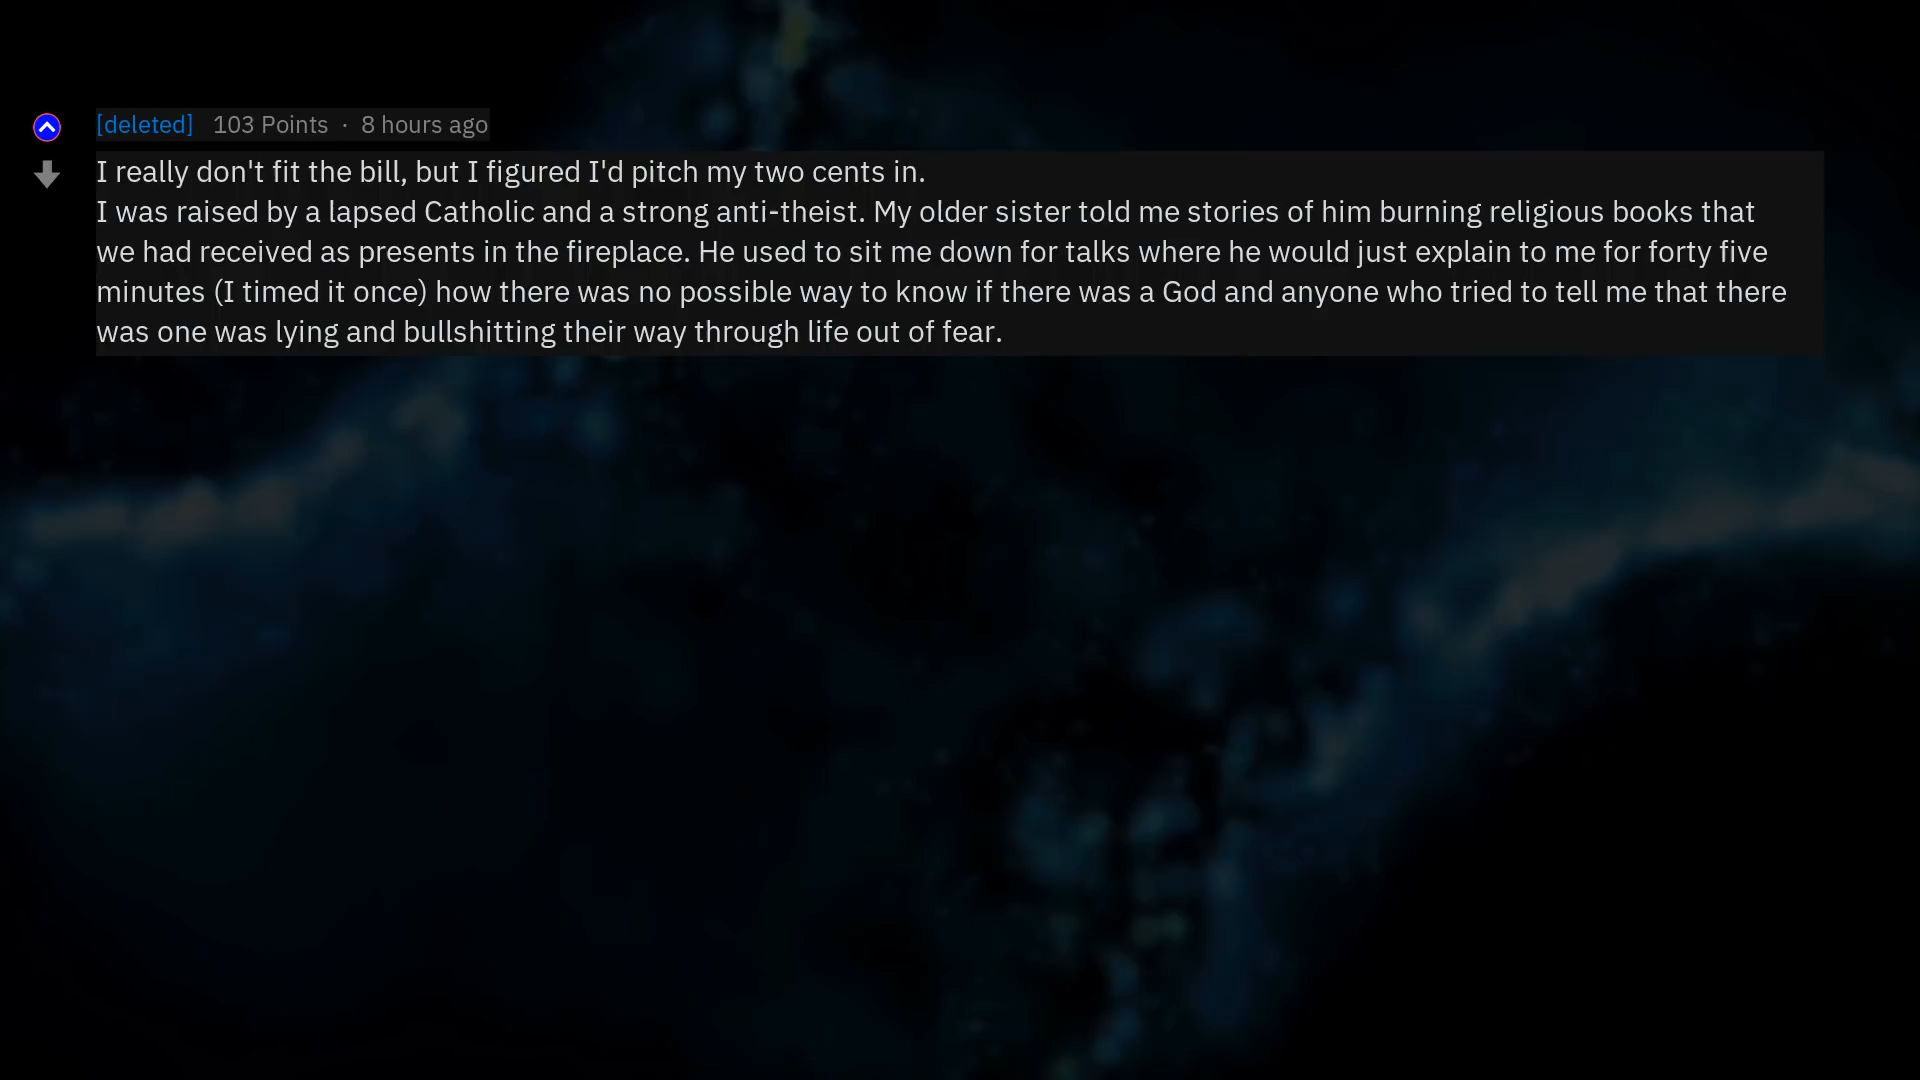 [deleted] 103 Points · 8 hours ago
I really don't fit the bill, but I figured I'd pitch my two cents in.
I was raised by a lapsed Catholic and a strong anti-theist. My older sister told me stories of him burning religious books that
we had received as presents in the fireplace. He used to sit me down for talks where he would just explain to me for forty five
minutes (I timed it once) how there was no possible way to know if there was a God and anyone who tried to tell me that there
was one was lying and bullshitting their way through life out of fear.